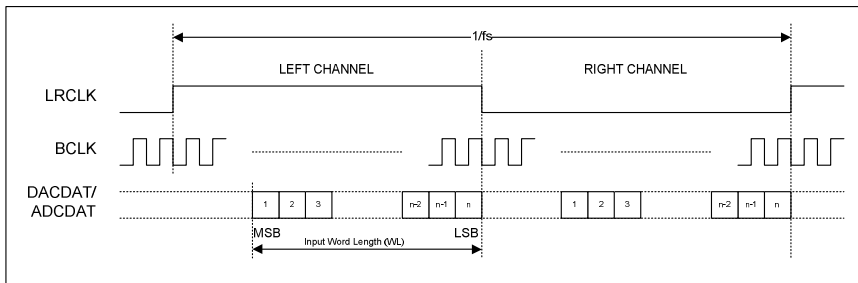 1/fs
LEFT CHANNEL RIGHT CHANNEL
LRCLK
BCLK
DACDAT/
ADCDAT
1 2 3 n-2 n-1 n 1 2 3 n-2 n-1 n
MSB LSB
Input Word Length (WL)